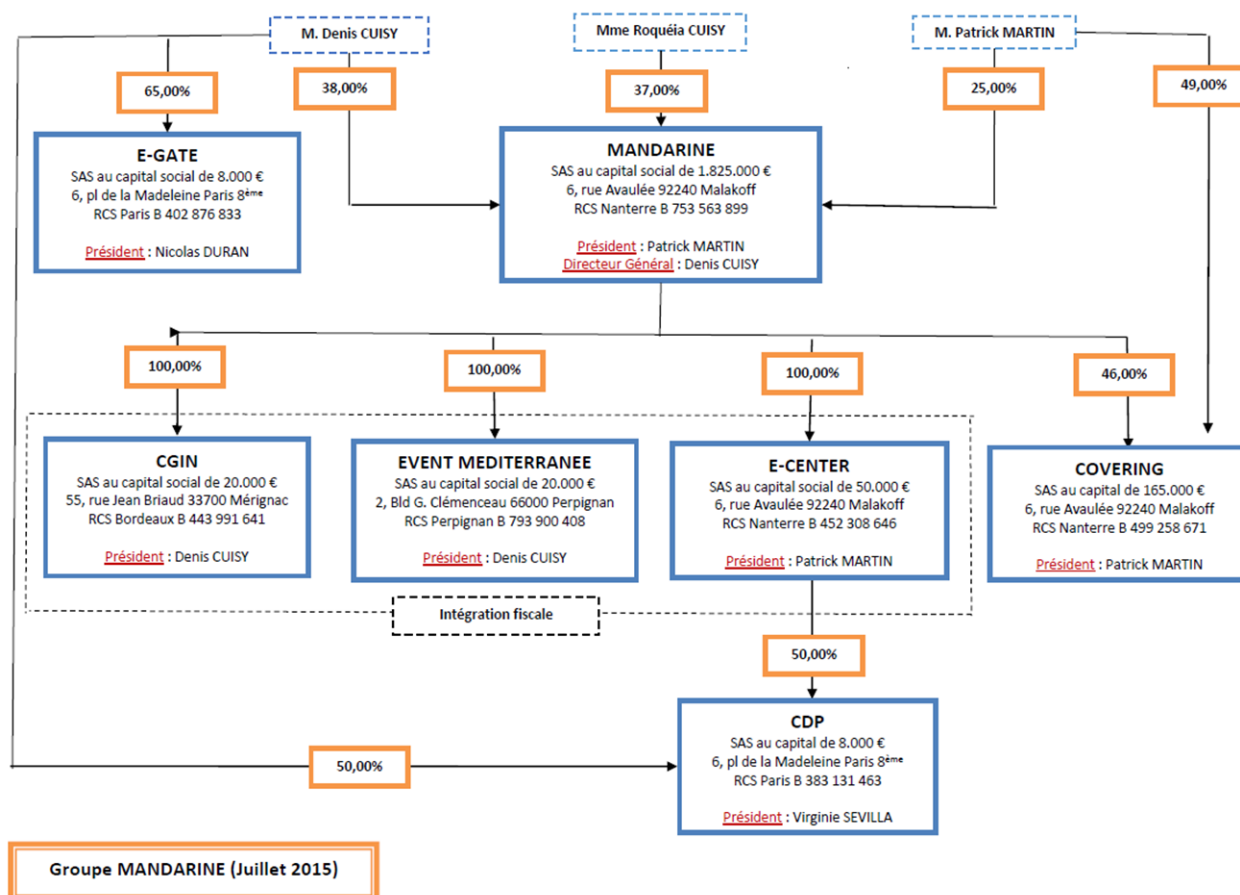 M. Denis CUISY
Mme Roquéia CUISY
M. Patrick MARTIN
65,00%
38,00%
37,00%
25,00%
49,00%
E-GATE
SAS au capital social de 8.000 €
6, pl de la Madeleine Paris 8ème
RCS Paris B 402 876 833
Président : Nicolas DURAN
MANDARINE
SAS au capital social de 1.825.000 €
6, rue Avaulée 92240 Malakoff
RCS Nanterre B 753 563 899
Président : Patrick MARTIN
Directeur Général : Denis CUISY
100,00%
100,00%
100,00%
46,00%
CGIN
SAS au capital social de 20.000 €
55, rue Jean Briaud 33700 Mérignac
RCS Bordeaux B 443 991 641
Président : Denis CUISY
EVENT MEDITERRANEE
SAS au capital social de 20.000 €
2, Bld G. Clémenceau 66000 Perpignan
RCS Perpignan B 793 900 408
Président : Denis CUISY
E-CENTER
SAS au capital social de 50.000 €
6, rue Avaulée 92240 Malakoff
RCS Nanterre B 452 308 646
Président : Patrick MARTIN
COVERING
SAS au capital de 165.000 €
6, rue Avaulée 92240 Malakoff
RCS Nanterre B 499 258 671
Président : Patrick MARTIN
Intégration fiscale
50,00%
CDP
SAS au capital de 8.000 €
6, pl de la Madeleine Paris 8ème
RCS Paris B 383 131 463
Président : Virginie SEVILLA
50,00%
Groupe MANDARINE (Juillet 2015)